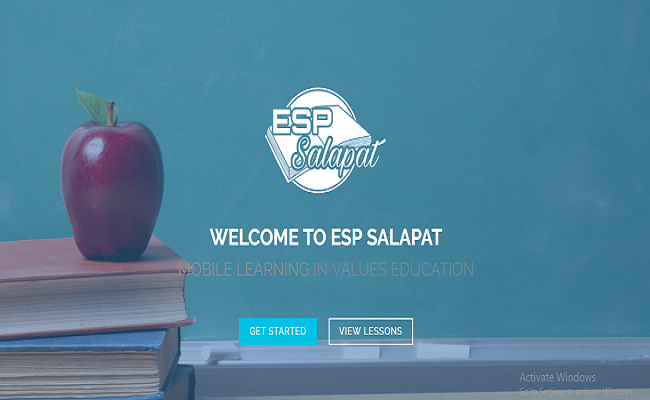 ESP
Salapat
WELCOME TO ESP SALAPAT
MOBILE LEARNING IN VALUES EDUCATION
GET STARTED
VIEW LESSONS
Activate Windows
Go to Settings to activate Windows.